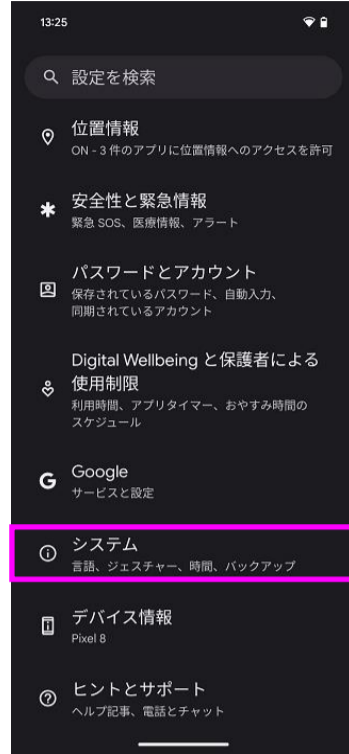 13:25
設定を検索
位置情報
ON - 3 件のアプリに位置情報へのアクセスを許可
安全性と緊急情報
緊急 SOS、医療情報、アラート
パスワードとアカウント
保存されているパスワード、自動入力、
同期されているアカウント
Digital Wellbeing と保護者による
使用制限
利用時間、アプリタイマー、おやすみ時間の
スケジュール
Google
サービスと設定
システム
言語、ジェスチャー、時間、バックアップ
デバイス情報
Pixel 8
ヒントとサポート
ヘルプ記事、電話とチャット